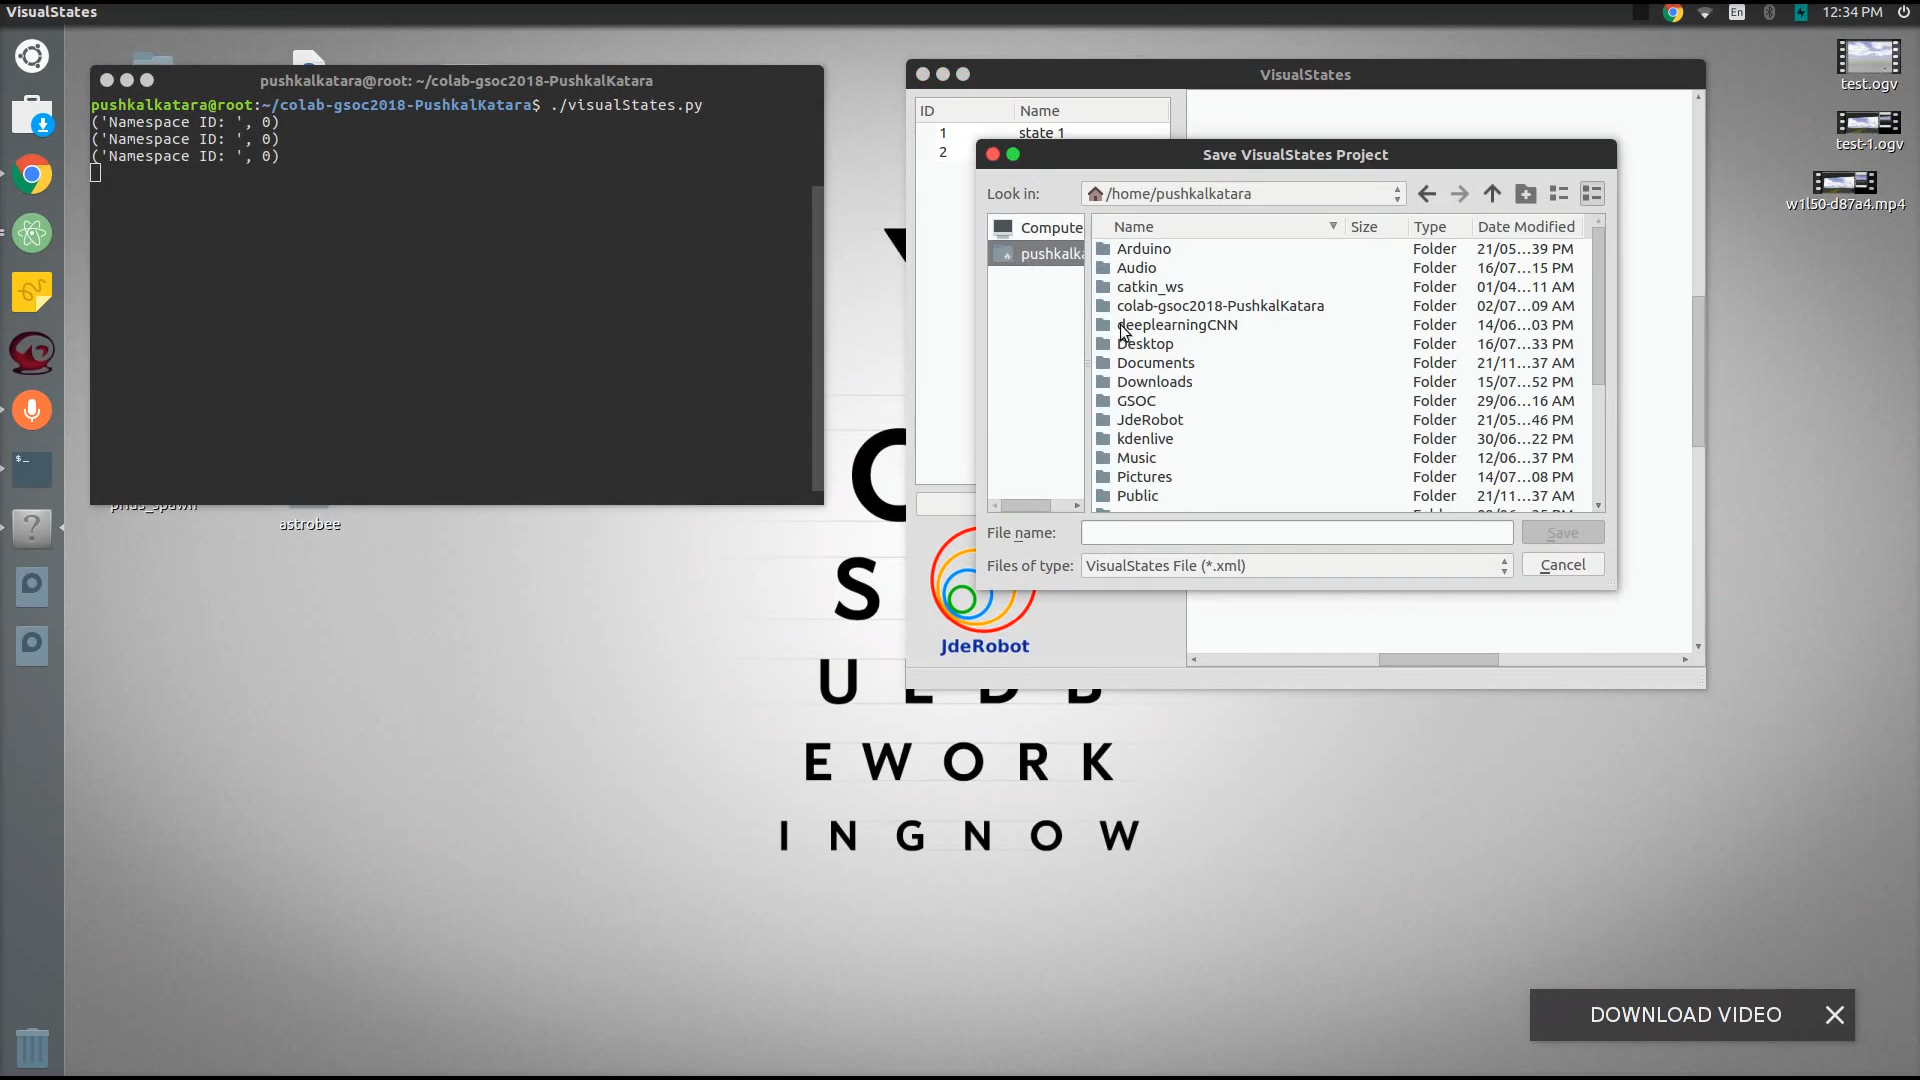 VisualStates
En
12:34 PM
pushkalkatara@root: ~/colab-gsoc2018-PushkalKatara
pushkalkatara@root:~/colab-gsoc2018-PushkalKatara$ ./visualStates.py
('Namespace ID: ', 0)
('Namespace ID: ', 0)
('Namespace ID: ', 0)
astrobee
VisualStates
ID Name
1 state 1
2
Save VisualStates Project
Look in: /home/pushkalkatara
Compute
pushkalka
Name Size Type Date Modified
Arduino Folder 21/05...39 PM
Audio Folder 16/07...15 PM
catkin_ws Folder 01/04...11 AM
colab-gsoc2018-PushkalKatara Folder 02/07...09 AM
deeplearningCNN Folder 14/06...03 PM
Desktop Folder 16/07...33 PM
Documents Folder 21/11...37 AM
Downloads Folder 15/07...52 PM
GSOC Folder 29/06...16 AM
JdeRobot Folder 21/05...46 PM
kdenlive Folder 30/06...22 PM
Music Folder 12/06...37 PM
Pictures Folder 14/07...08 PM
Public Folder 21/11...37 AM
File name: Save
Files of type: VisualStates File (*.xml) Cancel
JdeRobot
test.ogv
test-1.ogv
w1l50-d87a4.mp4
O
S
U E D B
E W O R K
I N G N O W
DOWNLOAD VIDEO